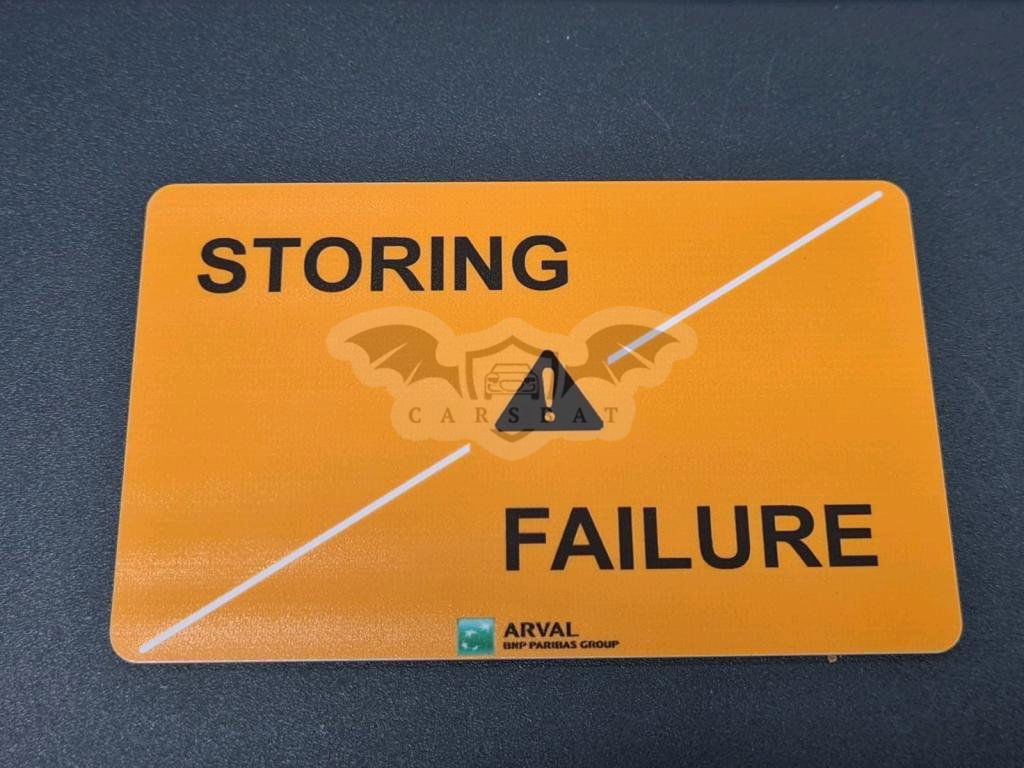 STORING
CARSBAT
FAILURE
ARVAL
BNP PARIBAS GROUP